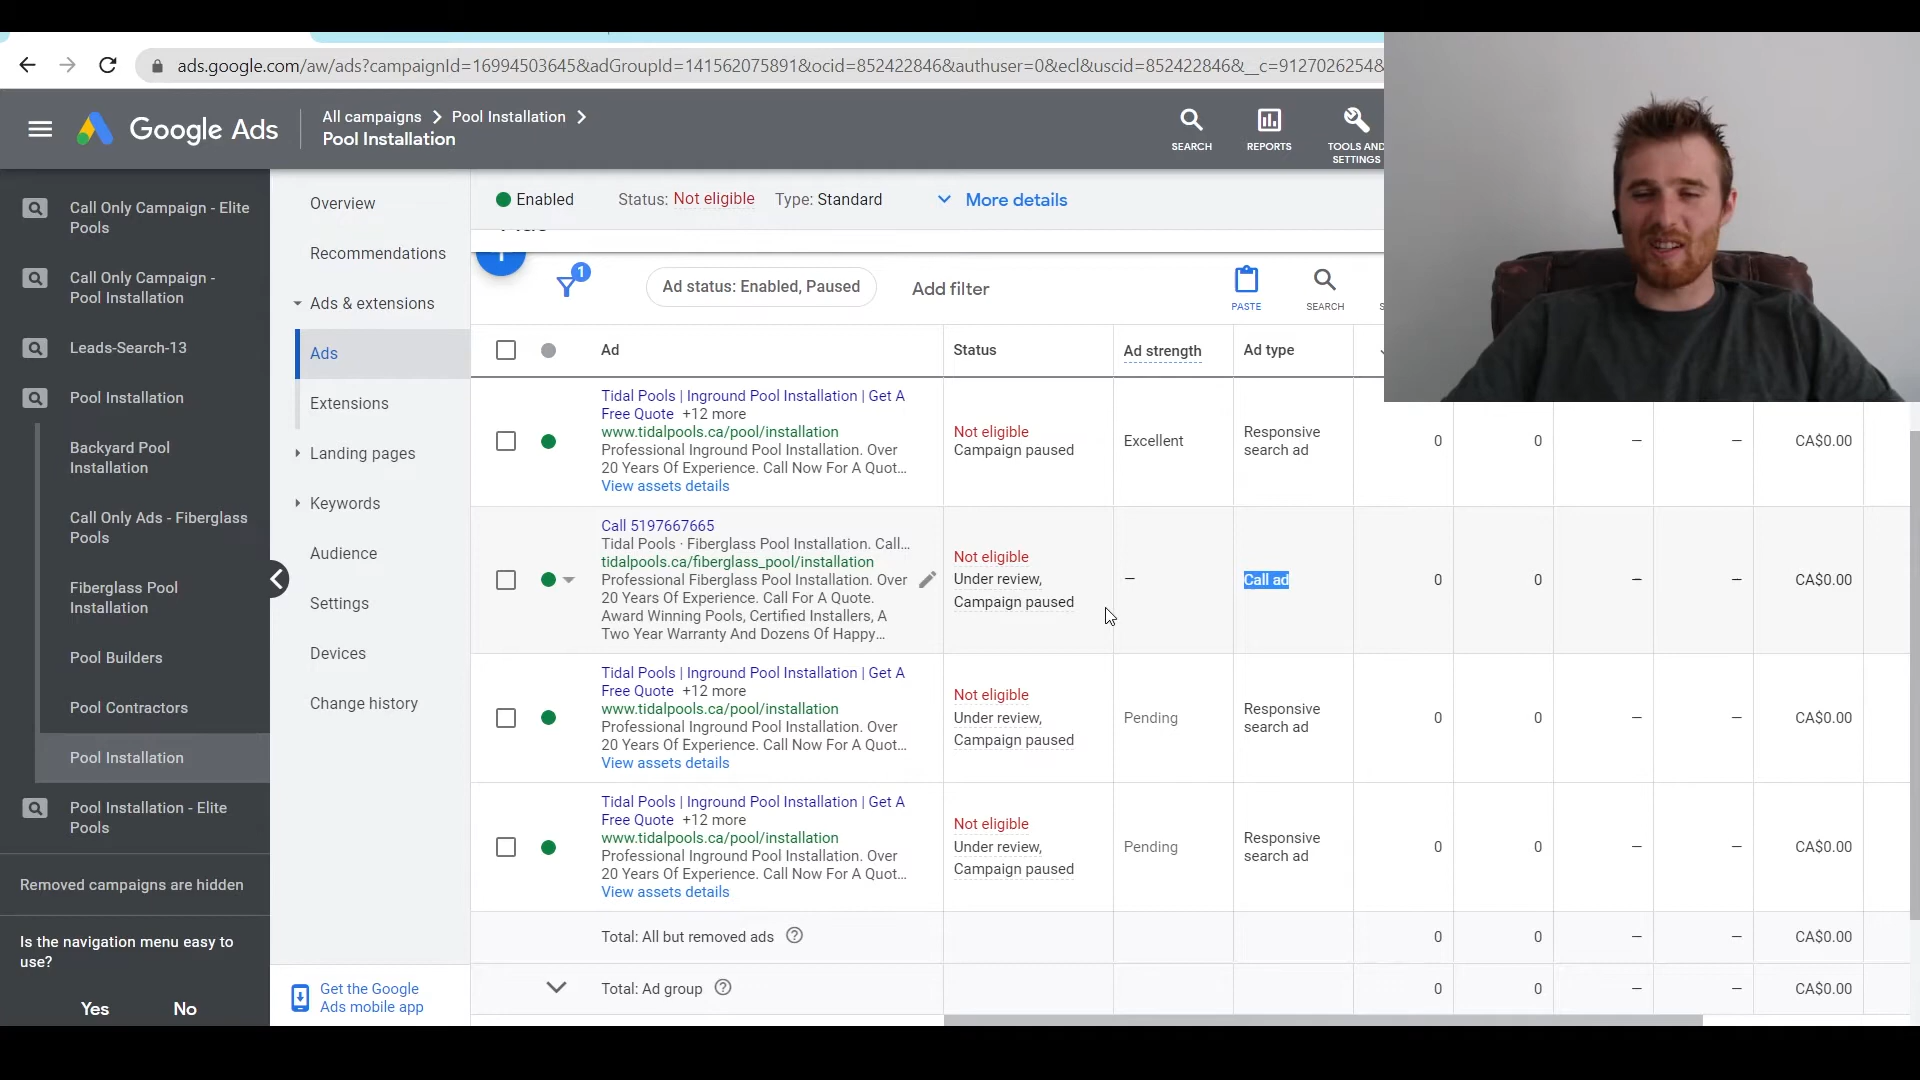 ads.google.com/aw/ads?campaignId=16994503645&adGroupId=141562075891&ocid=852422846&authuser=0&ecl&uscid=852422846&__c=9127026254&
Google Ads
All campaigns
Pool Installation
Pool Installation
SEARCH
REPORTS
TOOLS AND
SETTINGS
Call Only Campaign - Elite
Pools
Call Only Campaign -
Pool Installation
Leads-Search-13
Pool Installation
Backyard Pool
Installation
Call Only Ads - Fiberglass
Pools
Fiberglass Pool
Installation
Pool Builders
Pool Contractors
Pool Installation
Pool Installation - Elite
Pools
Removed campaigns are hidden
Is the navigation menu easy to
use?
Yes
No
Overview
Recommendations
Ads & extensions
Ads
Extensions
Landing pages
Keywords
Audience
Settings
Devices
Change history
Get the Google
Ads mobile app
Enabled
Status: Not eligible
Type: Standard
More details
1
Ad status: Enabled, Paused
Add filter
PASTE
SEARCH
Ad
Status
Ad strength
Ad type
Tidal Pools | Inground Pool Installation | Get A
Free Quote +12 more
www.tidalpools.ca/pool/installation
Professional Inground Pool Installation. Over
20 Years Of Experience. Call Now For A Quot...
View assets details
Not eligible
Campaign paused
Excellent
Responsive
search ad
0
0
–
–
CA$0.00
Call 5197667665
Tidal Pools · Fiberglass Pool Installation. Call...
tidalpools.ca/fiberglass_pool/installation
Professional Fiberglass Pool Installation. Over
20 Years Of Experience. Call For A Quote.
Award Winning Pools, Certified Installers, A
Two Year Warranty And Dozens Of Happy...
Not eligible
Under review,
Campaign paused
–
Call ad
0
0
–
–
CA$0.00
Tidal Pools | Inground Pool Installation | Get A
Free Quote +12 more
www.tidalpools.ca/pool/installation
Professional Inground Pool Installation. Over
20 Years Of Experience. Call Now For A Quot...
View assets details
Not eligible
Under review,
Campaign paused
Pending
Responsive
search ad
0
0
–
–
CA$0.00
Tidal Pools | Inground Pool Installation | Get A
Free Quote +12 more
www.tidalpools.ca/pool/installation
Professional Inground Pool Installation. Over
20 Years Of Experience. Call Now For A Quot...
View assets details
Not eligible
Under review,
Campaign paused
Pending
Responsive
search ad
0
0
–
–
CA$0.00
Total: All but removed ads
0
0
–
–
CA$0.00
Total: Ad group
0
0
–
–
CA$0.00